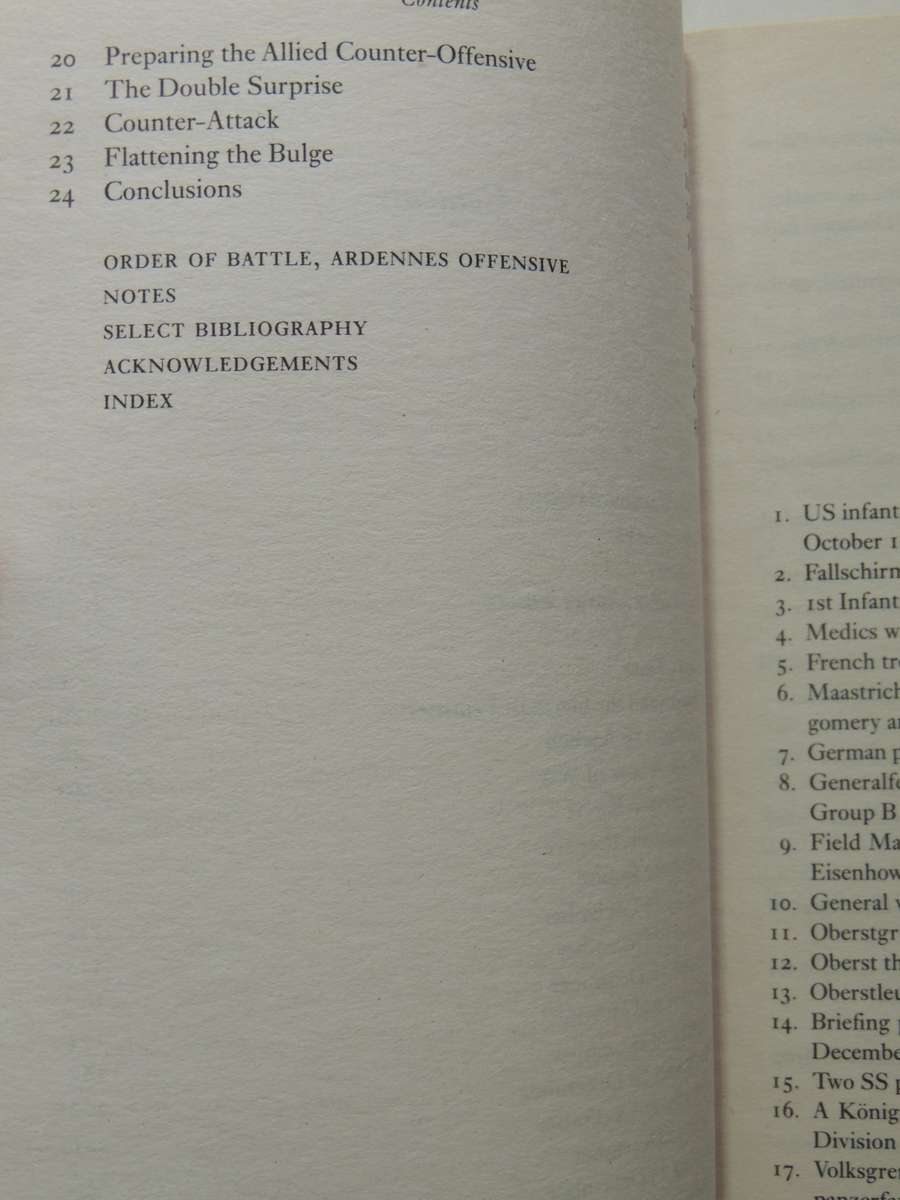 Contents
20 Preparing the Allied Counter-Offensive
21 The Double Surprise
22 Counter-Attack
23 Flattening the Bulge
24 Conclusions
ORDER OF BATTLE, ARDENNES OFFENSIVE
NOTES
SELECT BIBLIOGRAPHY
ACKNOWLEDGEMENTS
INDEX
1. US infant
October 1
2. Fallschirm
3. 1st Infant
4. Medics w
5. French tr
6. Maastrich
gomery a
7. German p
8. Generalfe
Group B
9. Field Ma
Eisenhow
10. General v
11. Oberstgr
12. Oberst th
13. Oberstleu
14. Briefing p
Decembe
15. Two SS p
16. A König
Division
17. Volksgre
panzerfa